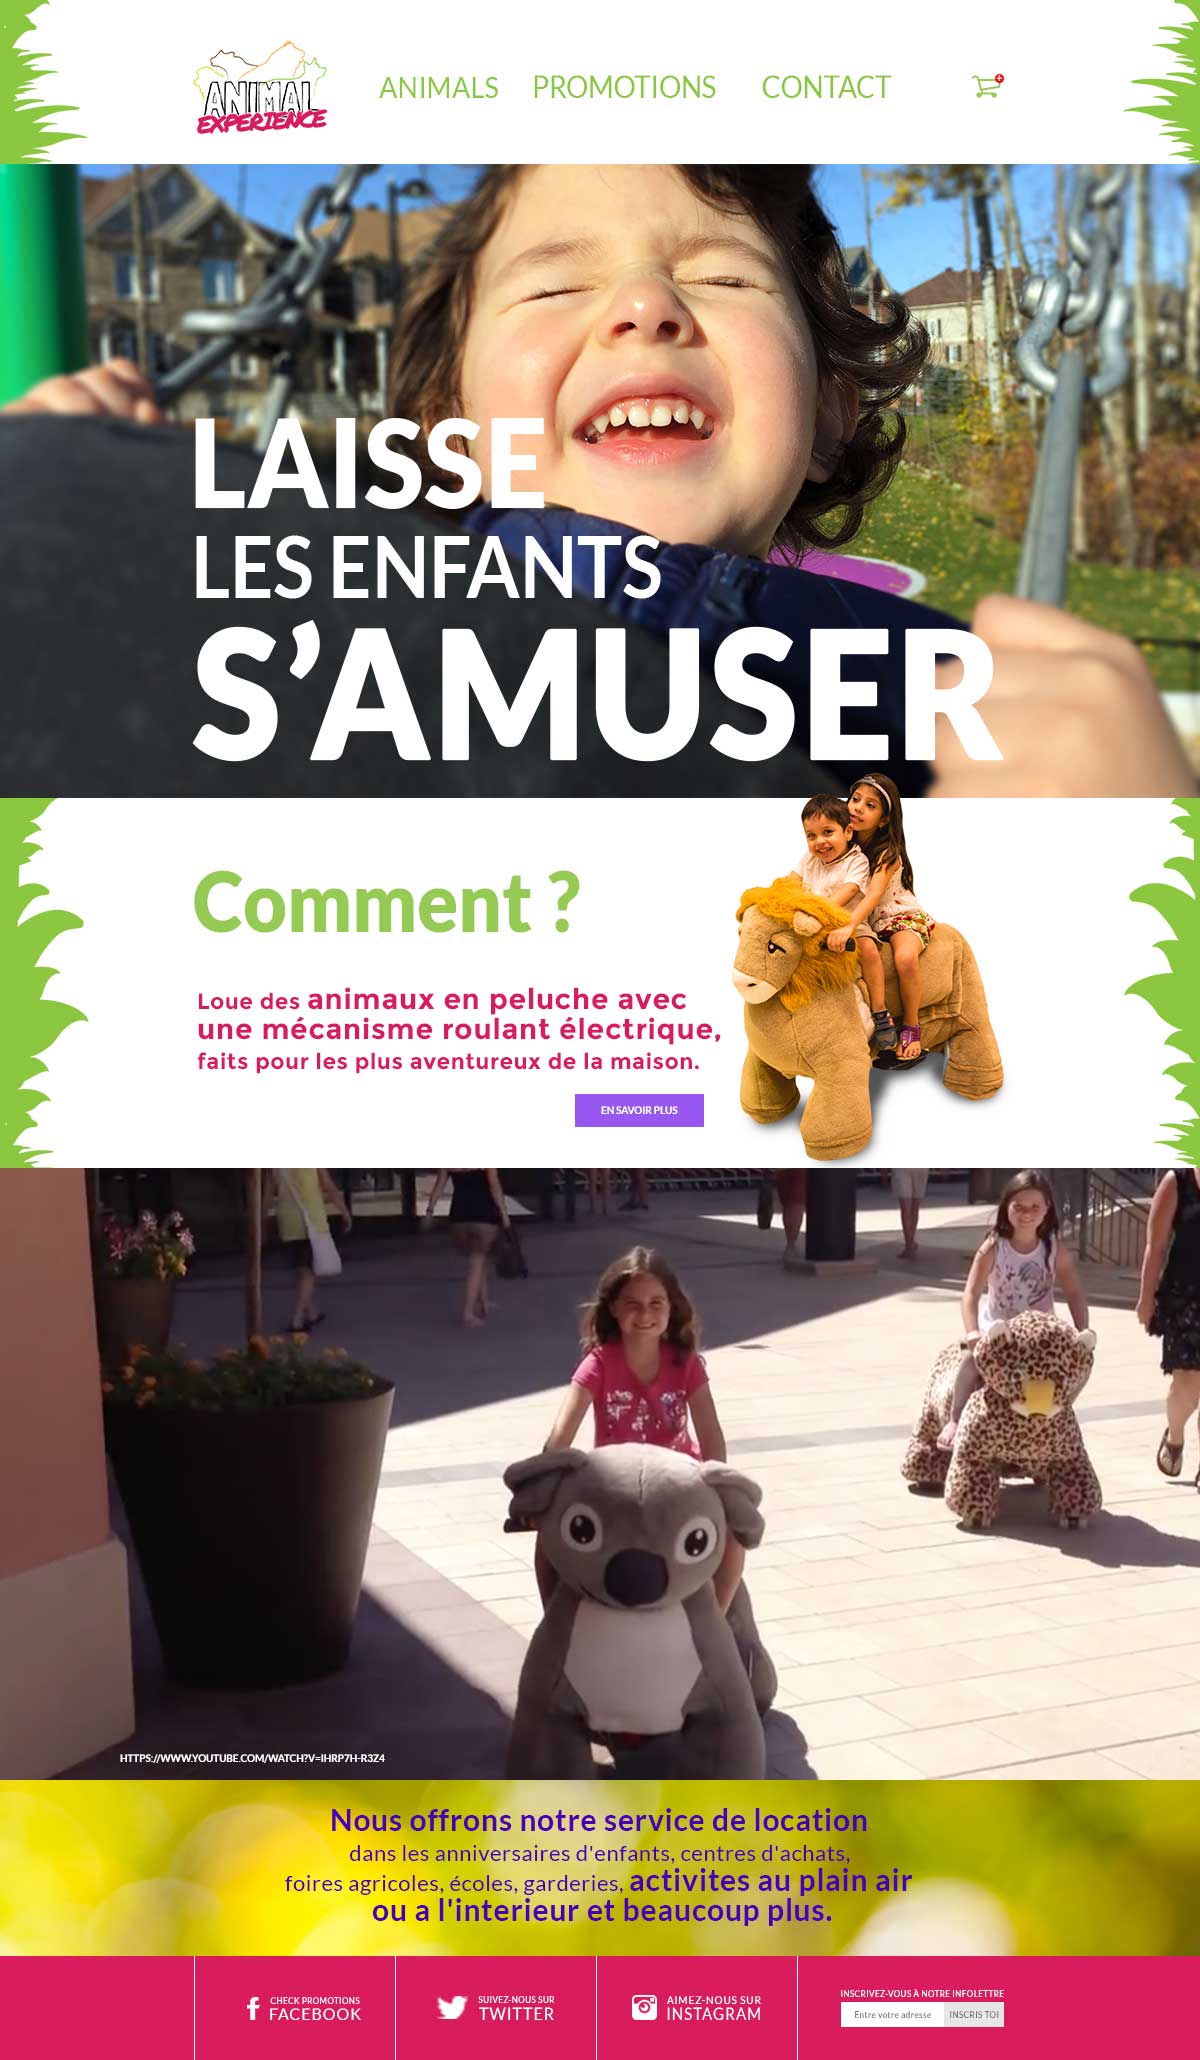 ANIMAL
EXPERIENCE
ANIMALS PROMOTIONS CONTACT
LAISSE
LES ENFANTS
S'AMUSER
Comment ?
Loue des animaux en peluche avec
une mécanisme roulant électrique,
faits pour les plus aventureux de la maison.
EN SAVOIR PLUS
HTTPS://WWW.YOUTUBE.COM/WATCH?V=IHRP7H-R3Z4
Nous offrons notre service de location
dans les anniversaires d'enfants, centres d'achats,
foires agricoles, écoles, garderies, activites au plain air
ou a l'interieur et beaucoup plus.
CHECK PROMOTIONS
FACEBOOK
SUIVEZ-NOUS SUR
TWITTER
AIMEZ-NOUS SUR
INSTAGRAM
INSCRIVEZ-VOUS À NOTRE INFOLETTRE
Entre votre adresse INSCRIS TOI